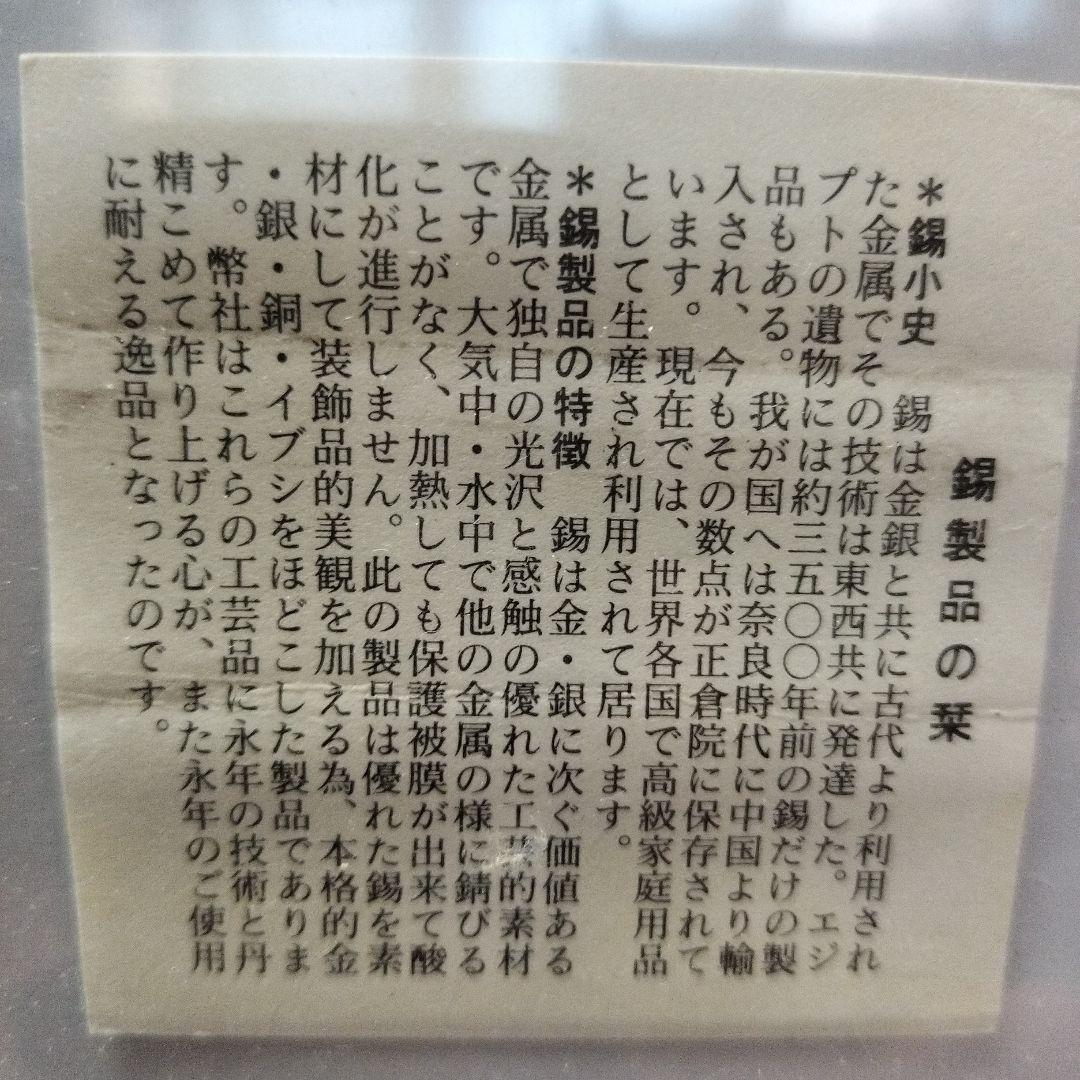 錫製品の栞
＊錫小史　錫は金銀と共に古代より利用され
た金属でその技術は東西共に発達した。エジ
プトの遺物には約三五〇〇年前の錫だけの製
品もある。我が国へは奈良時代に中国より輸
入され、今もその数点が正倉院に保存されて
います。現在では、世界各国で高級家庭用品
として生産され利用されて居ります。
＊錫製品の特徴　錫は金・銀に次ぐ価値ある
金属で独自の光沢と感触の優れた工芸的素材
です。大気中・水中で他の金属の様に錆びる
ことがなく、加熱しても保護被膜が出来て酸
化が進行しません。此の製品は優れた錫を素
材にして装飾品的美観を加える為、本格的金
・銀・銅・イブシをほどこした製品でありま
す。幣社はこれらの工芸品に永年の技術と丹
精こめて作り上げる心が、また永年のご使用
に耐える逸品となったのです。